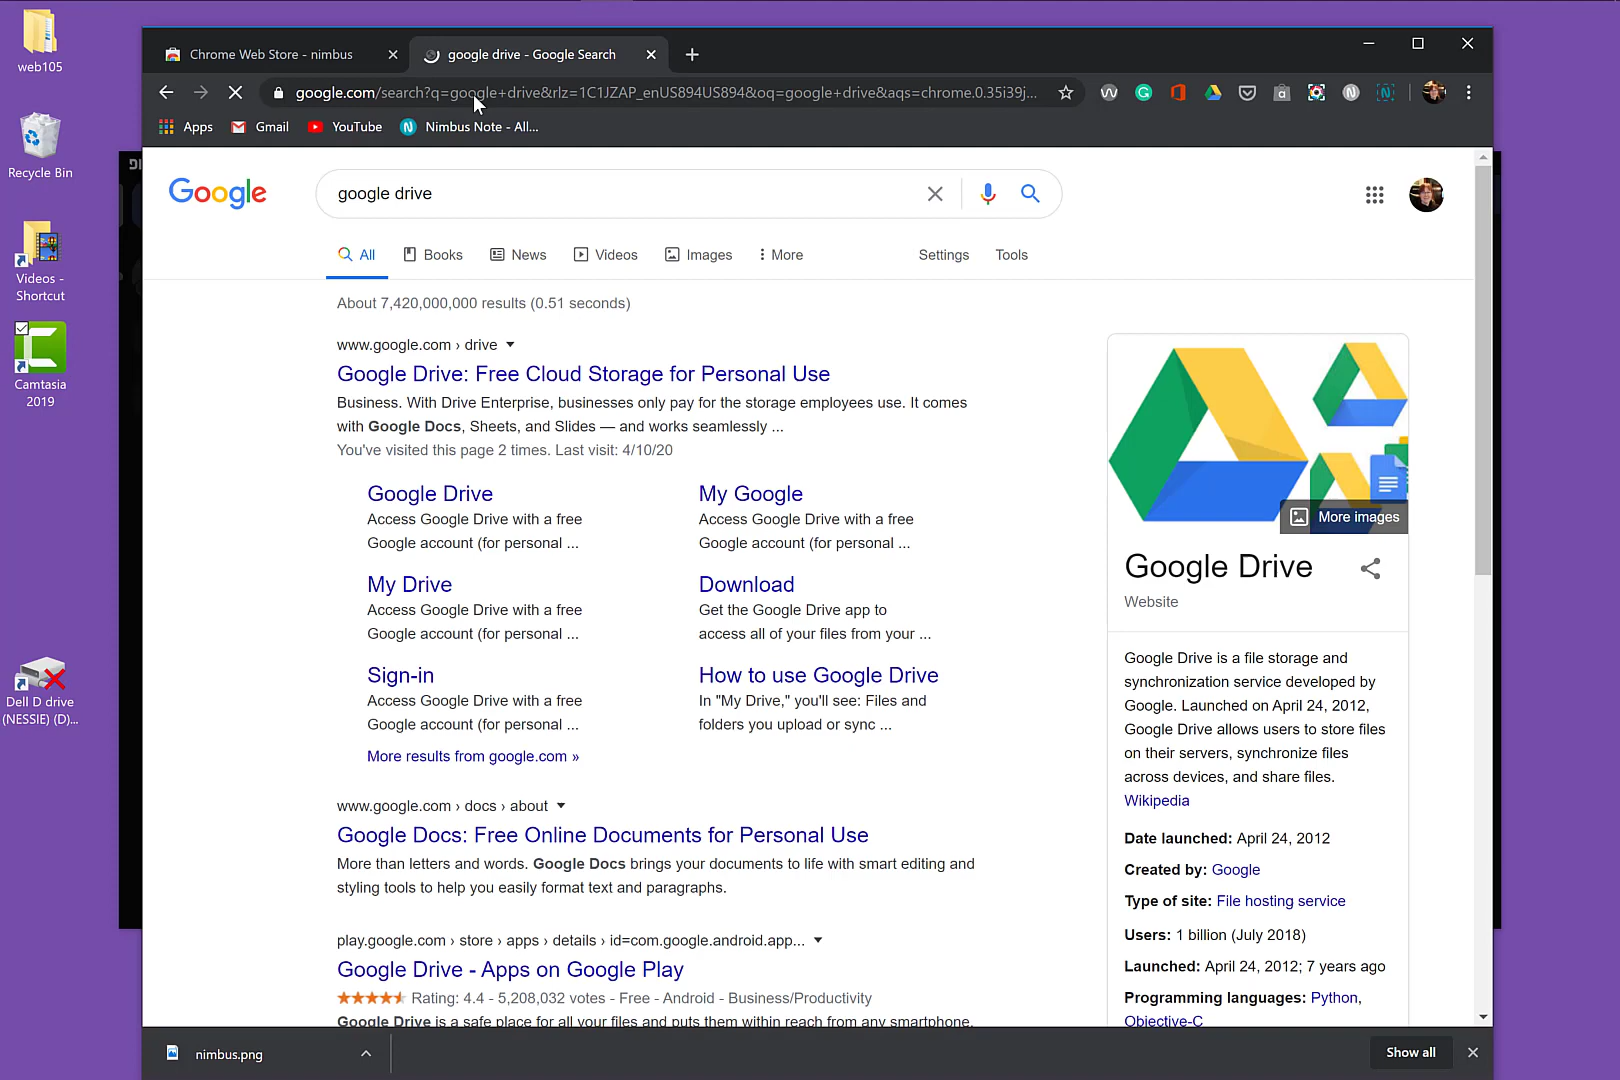 web105
Recycle Bin
Videos -
Shortcut
Camtasia
2019
Dell D drive
(NESSIE) (D)...
Chrome Web Store - nimbus
google drive - Google Search
google.com/search?q=google+drive&rlz=1C1JZAP_enUS894US894&oq=google+drive&aqs=chrome.0.35i39j...
Apps
Gmail
YouTube
Nimbus Note - All...
Google
google drive
All
Books
News
Videos
Images
More
Settings
Tools
About 7,420,000,000 results (0.51 seconds)
www.google.com › drive
Google Drive: Free Cloud Storage for Personal Use
Business. With Drive Enterprise, businesses only pay for the storage employees use. It comes
with Google Docs, Sheets, and Slides — and works seamlessly ...
You've visited this page 2 times. Last visit: 4/10/20
Google Drive
Access Google Drive with a free
Google account (for personal ...
My Google
Access Google Drive with a free
Google account (for personal ...
My Drive
Access Google Drive with a free
Google account (for personal ...
Download
Get the Google Drive app to
access all of your files from your ...
Sign-in
Access Google Drive with a free
Google account (for personal ...
How to use Google Drive
In "My Drive," you'll see: Files and
folders you upload or sync ...
More results from google.com »
www.google.com › docs › about
Google Docs: Free Online Documents for Personal Use
More than letters and words. Google Docs brings your documents to life with smart editing and
styling tools to help you easily format text and paragraphs.
play.google.com › store › apps › details › id=com.google.android.app...
Google Drive - Apps on Google Play
Rating: 4.4 - 5,208,032 votes - Free - Android - Business/Productivity
Google Drive is a safe place for all your files and puts them within reach from any smartphone,
More images
Google Drive
Website
Google Drive is a file storage and
synchronization service developed by
Google. Launched on April 24, 2012,
Google Drive allows users to store files
on their servers, synchronize files
across devices, and share files.
Wikipedia
Date launched: April 24, 2012
Created by: Google
Type of site: File hosting service
Users: 1 billion (July 2018)
Launched: April 24, 2012; 7 years ago
Programming languages: Python,
Objective-C
nimbus.png
Show all